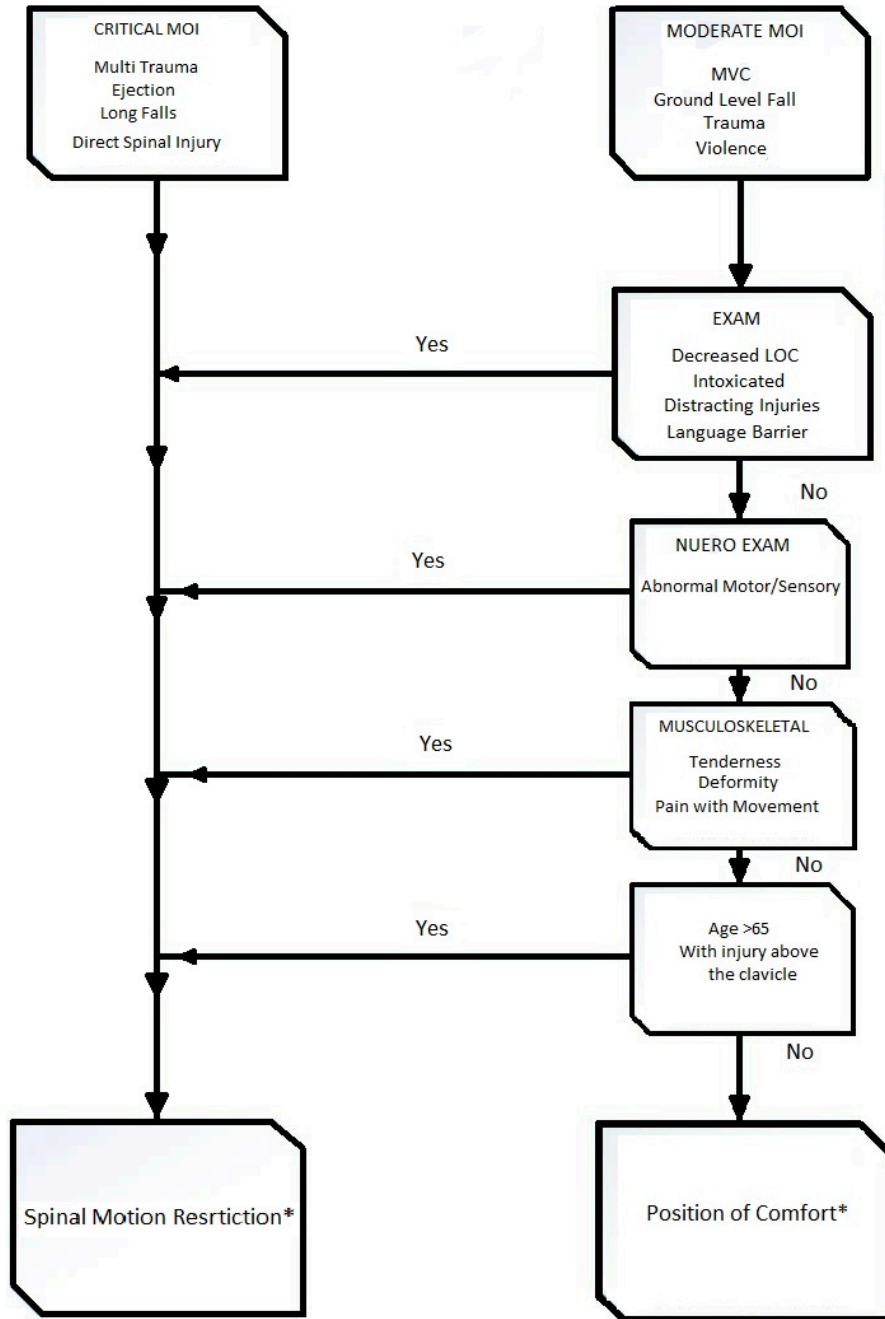 CRITICAL MOI
Multi Trauma
Ejection
Long Falls
Direct Spinal Injury
MODERATE MOI
MVC
Ground Level Fall
Trauma
Violence
EXAM
Decreased LOC
Intoxicated
Distracting Injuries
Language Barrier
Yes
No
NUERO EXAM
Abnormal Motor/Sensory
Yes
No
MUSCULOSKELETAL
Tenderness
Deformity
Pain with Movement
Yes
No
Age >65
With injury above
the clavicle
Yes
No
Spinal Motion Resrtiction*
Position of Comfort*